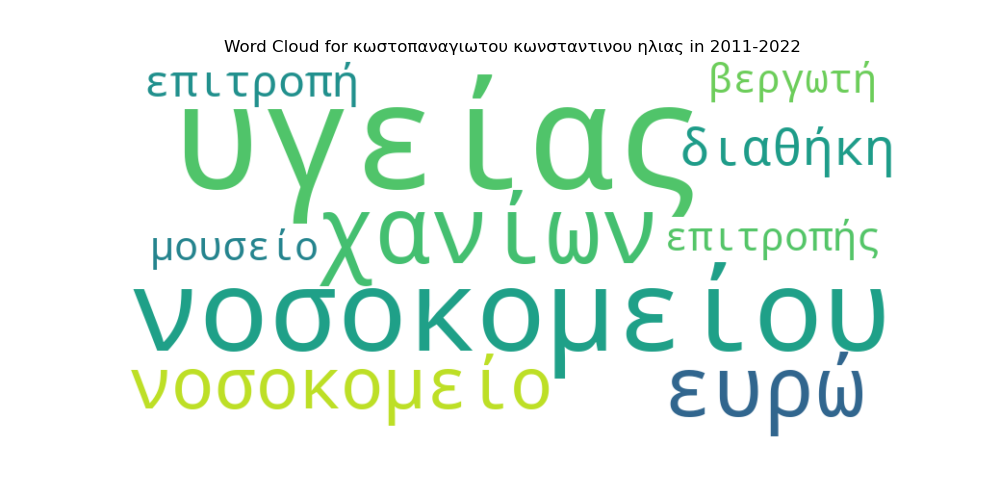 Word Cloud for κωστοπαναγιωτου κωνσταντινου ηλιας in 2011-2022
επιτροπή
βεργωτή
υγείας
διαθήκη
χανίων
μουσείο
επιτροπής
νοσοκομείου
νοσοκομείο
ευρώ